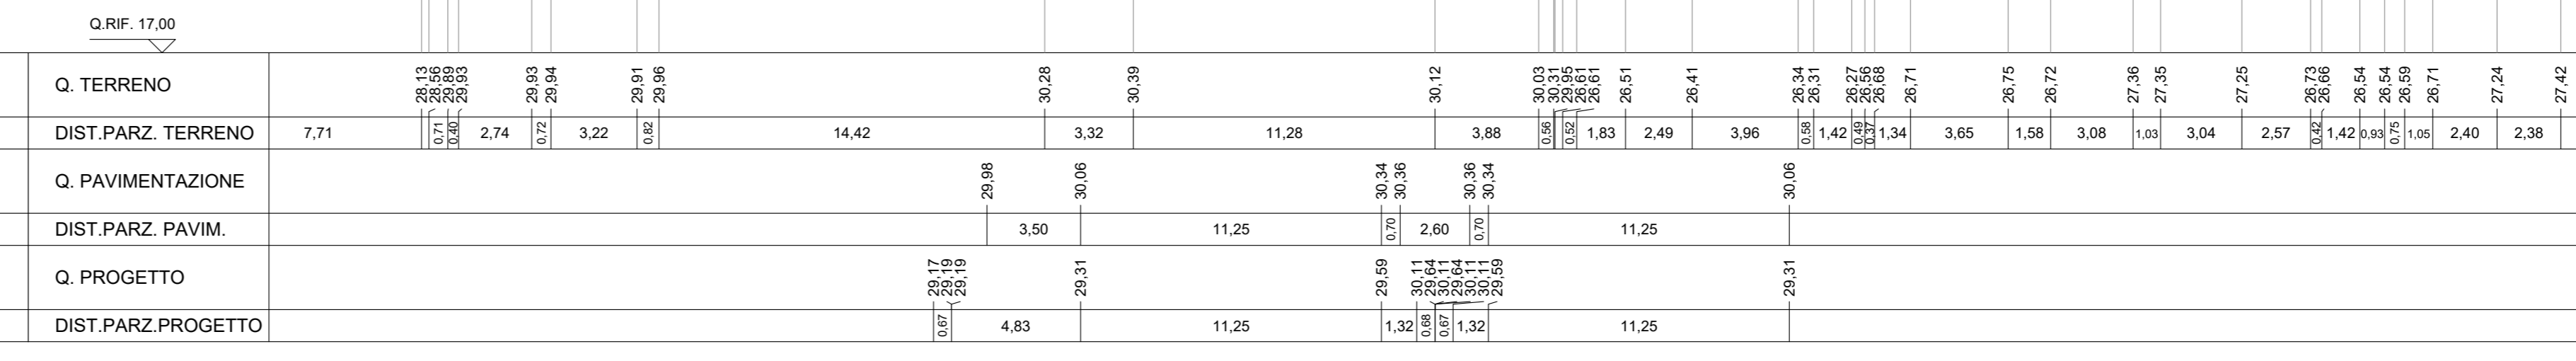 Q.RIF. 17,00
Q. TERRENO 28,13 28,56 29,89 29,93 29,93 29,94 29,91 29,96 30,28 30,39 30,12 30,03 30,31 29,95 26,61 26,61 26,51 26,41 26,34 26,31 26,27 26,56 26,68 26,71 26,75 26,72 27,36 27,35 27,25 26,73 26,66 26,54 26,54 26,59 26,71 27,24 27,42
DIST.PARZ. TERRENO 7,71 0,71 0,40 2,74 0,72 3,22 0,82 14,42 3,32 11,28 3,88 0,56 0,52 1,83 2,49 3,96 0,58 1,42 0,49 0,37 1,34 3,65 1,58 3,08 1,03 3,04 2,57 0,42 1,42 0,93 0,75 1,05 2,40 2,38
Q. PAVIMENTAZIONE 29,98 30,06 30,34 30,36 30,36 30,34 30,06
DIST.PARZ. PAVIM. 3,50 11,25 0,70 2,60 0,70 11,25
Q. PROGETTO 29,17 29,19 29,19 29,31 29,59 30,11 29,64 30,11 29,64 30,11 30,11 29,59 29,31
DIST.PARZ.PROGETTO 0,67 4,83 11,25 1,32 0,68 0,67 1,32 11,25